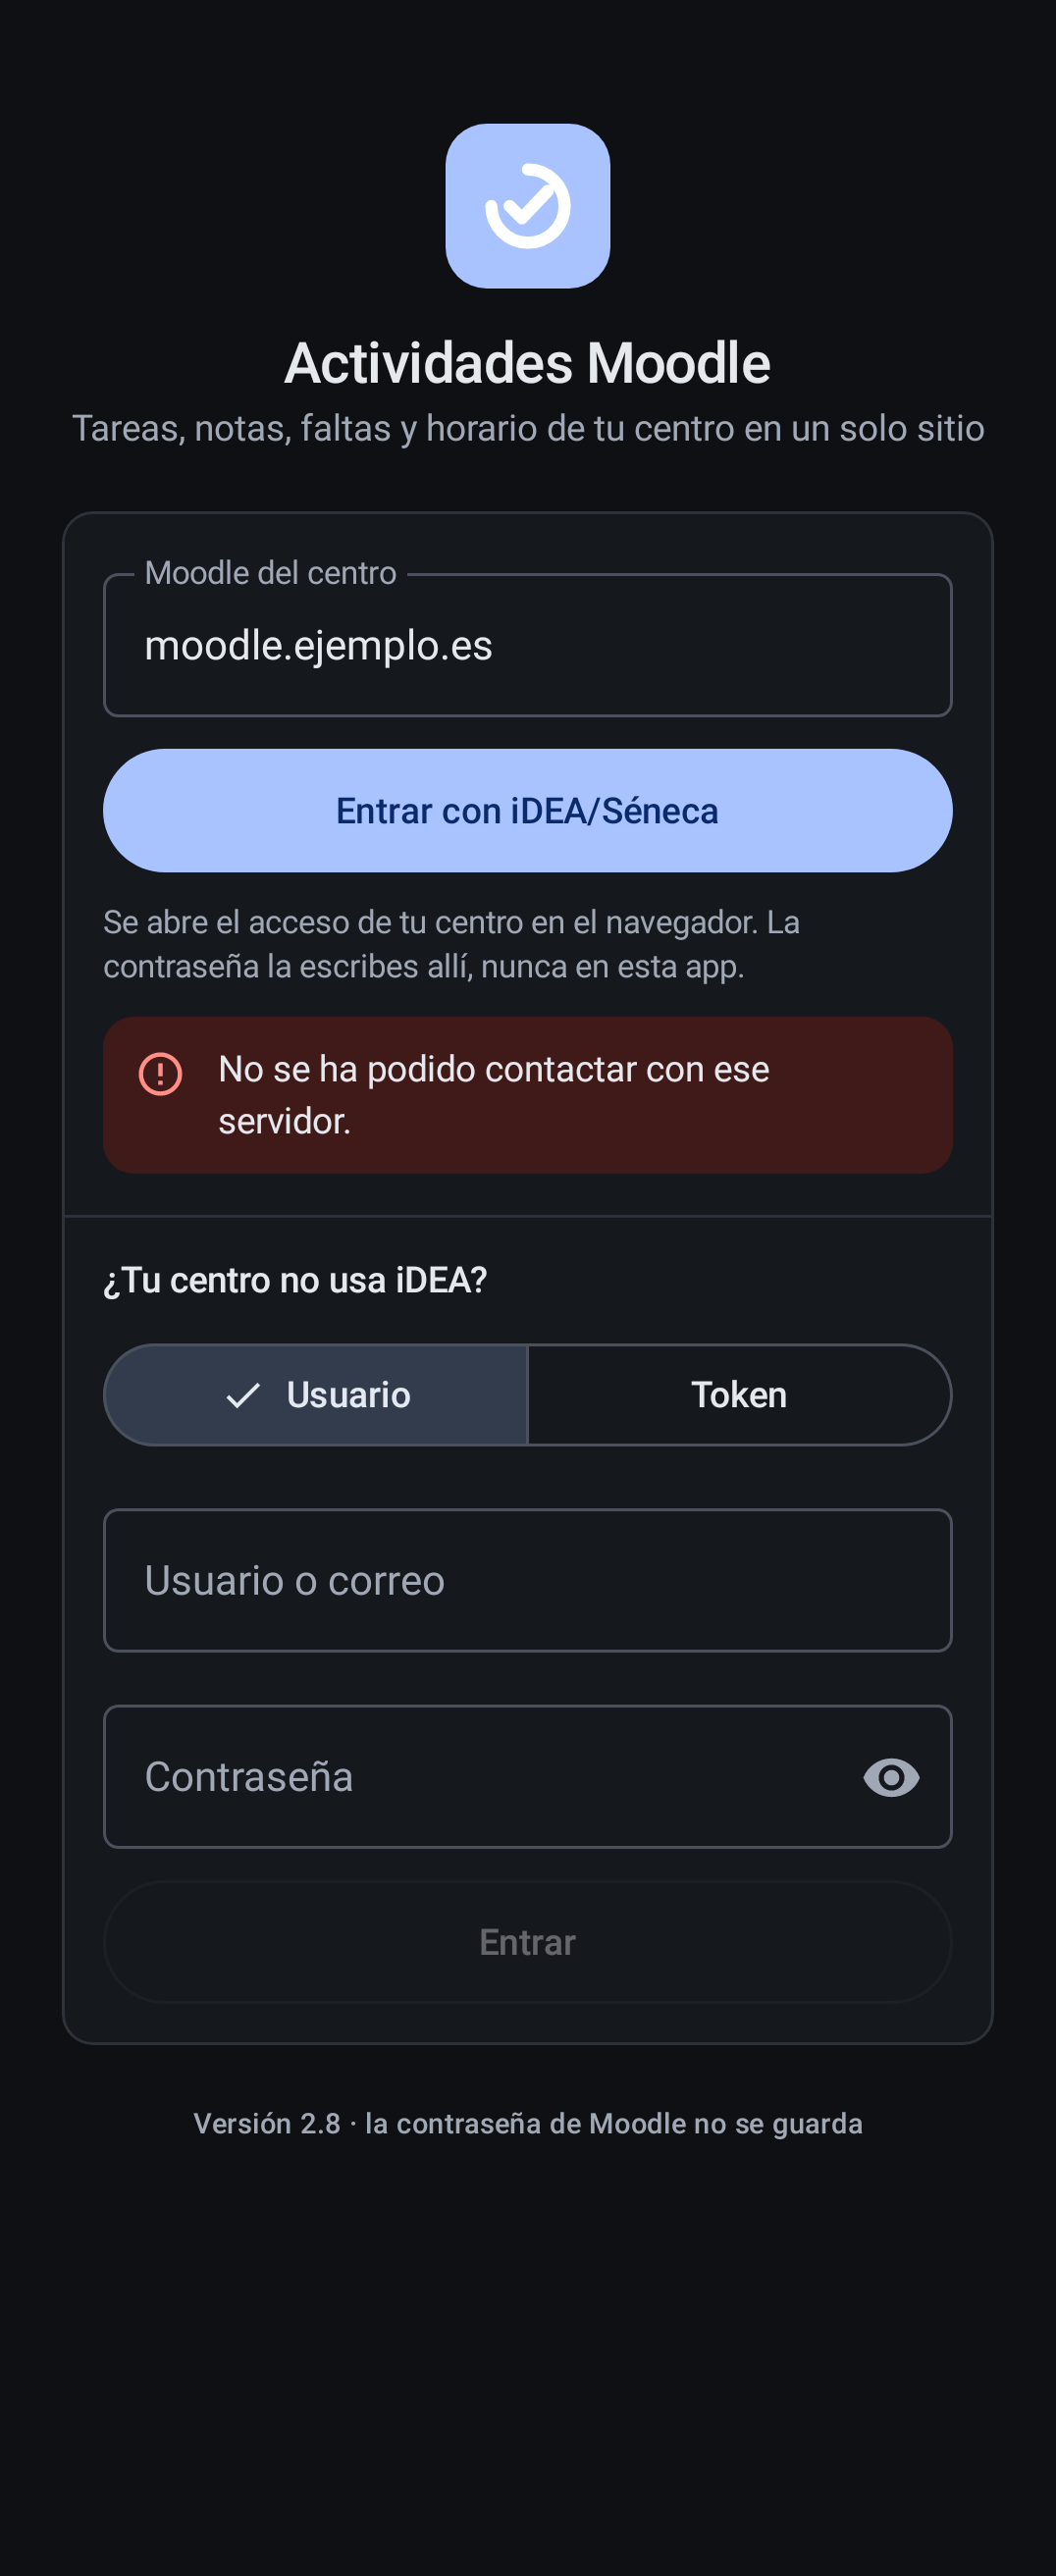 Actividades Moodle
Tareas, notas, faltas y horario de tu centro en un solo sitio
Moodle del centro
moodle.ejemplo.es
Entrar con iDEA/Séneca
Se abre el acceso de tu centro en el navegador. La
contraseña la escribes allí, nunca en esta app.
No se ha podido contactar con ese
servidor.
¿Tu centro no usa iDEA?
Usuario
Token
Usuario o correo
Contraseña
Entrar
Versión 2.8 · la contraseña de Moodle no se guarda